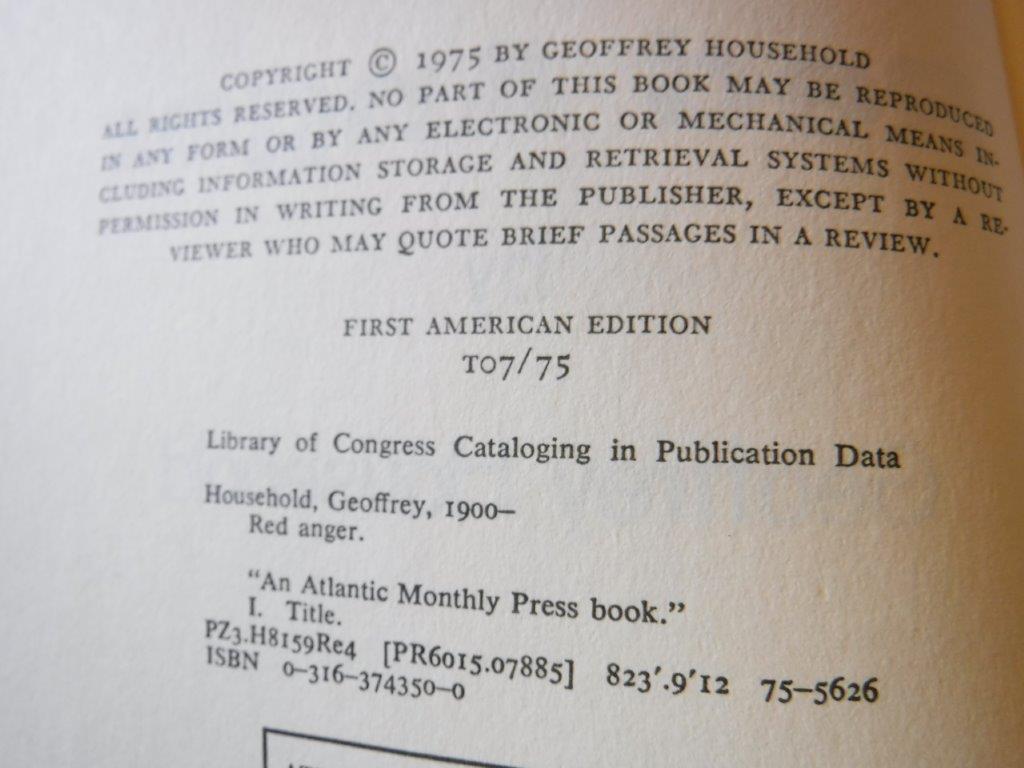 COPYRIGHT © 1975 BY GEOFFREY HOUSEHOLD
ALL RIGHTS RESERVED. NO PART OF THIS BOOK MAY BE REPRODUCED
IN ANY FORM OR BY ANY ELECTRONIC OR MECHANICAL MEANS IN-
CLUDING INFORMATION STORAGE AND RETRIEVAL SYSTEMS WITHOUT
PERMISSION IN WRITING FROM THE PUBLISHER, EXCEPT BY A RE-
VIEWER WHO MAY QUOTE BRIEF PASSAGES IN A REVIEW.
FIRST AMERICAN EDITION
TO7/75
Library of Congress Cataloging in Publication Data
Household, Geoffrey, 1900–
Red anger.
"An Atlantic Monthly Press book."
I. Title.
PZ3.H8159Re4 [PR6015.07885] 823'.9'12 75–5626
ISBN 0–316–374350–0